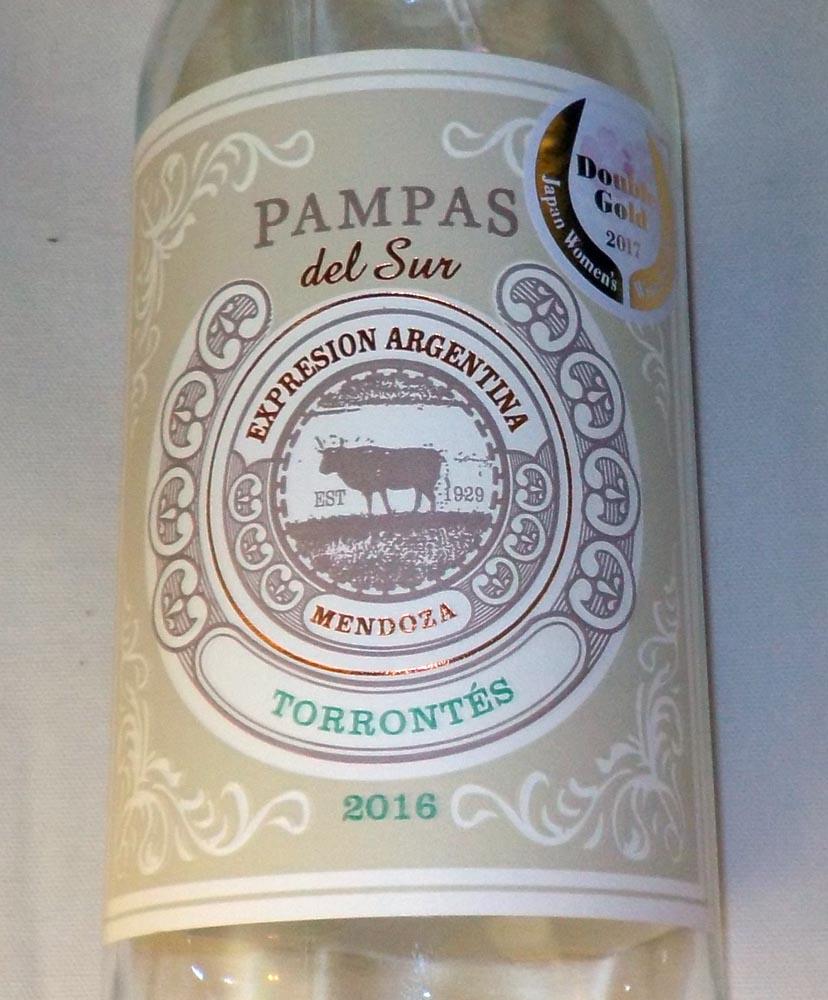 PAMPAS
del Sur
Double
Gold
2017
Japan Women's
EXPRESION ARGENTINA
EST 1929
MENDOZA
TORRONTÉS
2016